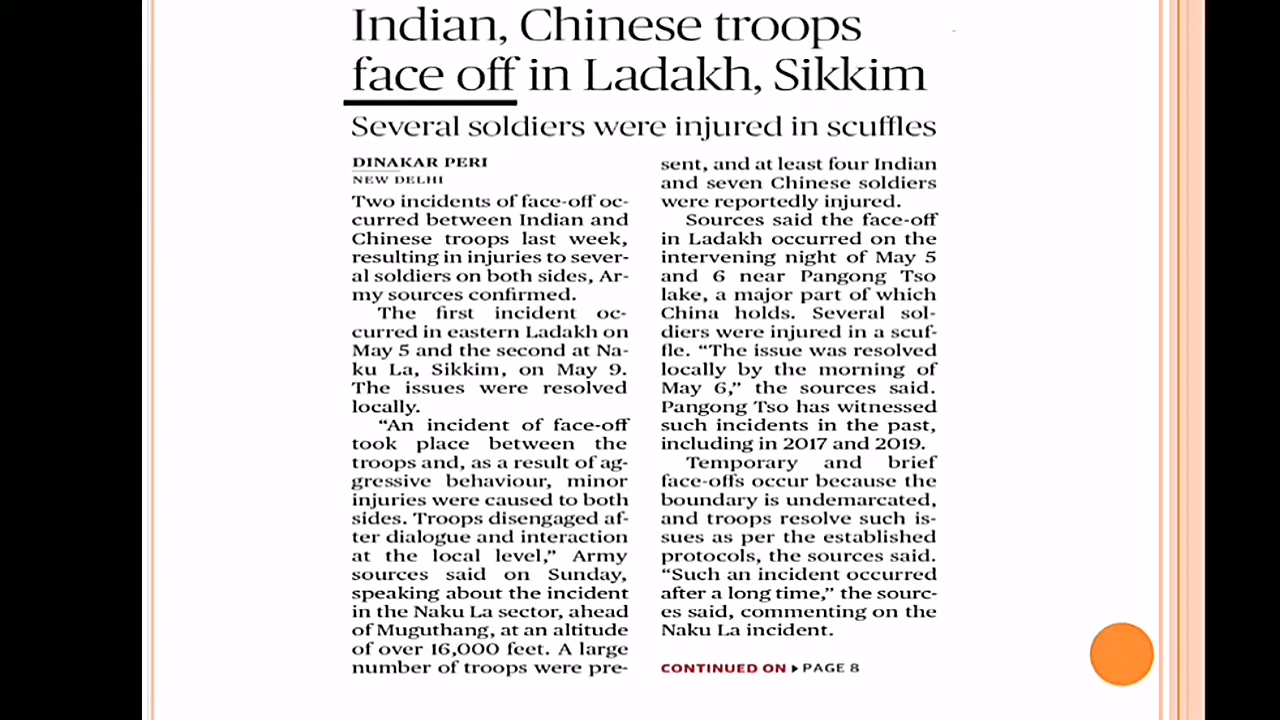 Indian, Chinese troops
face off in Ladakh, Sikkim
Several soldiers were injured in scuffles
DINAKAR PERI
NEW DELHI
Two incidents of face-off oc-
curred between Indian and
Chinese troops last week,
resulting in injuries to sever-
al soldiers on both sides, Ar-
my sources confirmed.
The first incident oc-
curred in eastern Ladakh on
May 5 and the second at Na-
ku La, Sikkim, on May 9.
The issues were resolved
locally.
“An incident of face-off
took place between the
troops and, as a result of ag-
gressive behaviour, minor
injuries were caused to both
sides. Troops disengaged af-
ter dialogue and interaction
at the local level,” Army
sources said on Sunday,
speaking about the incident
in the Naku La sector, ahead
of Muguthang, at an altitude
of over 16,000 feet. A large
number of troops were pre-
sent, and at least four Indian
and seven Chinese soldiers
were reportedly injured.
Sources said the face-off
in Ladakh occurred on the
intervening night of May 5
and 6 near Pangong Tso
lake, a major part of which
China holds. Several sol-
diers were injured in a scuf-
fle. “The issue was resolved
locally by the morning of
May 6,” the sources said.
Pangong Tso has witnessed
such incidents in the past,
including in 2017 and 2019.
Temporary and brief
face-offs occur because the
boundary is undemarcated,
and troops resolve such is-
sues as per the established
protocols, the sources said.
“Such an incident occurred
after a long time,” the sourc-
es said, commenting on the
Naku La incident.
CONTINUED ON ▸ PAGE 8